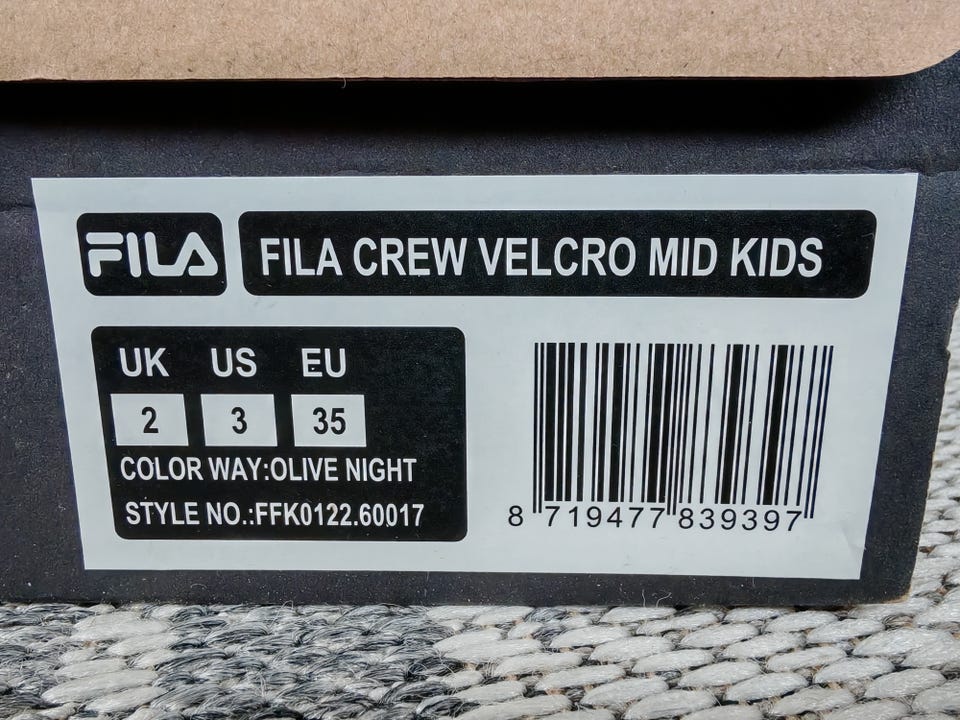 FILA
FILA CREW VELCRO MID KIDS
UK US EU
2 3 35
COLOR WAY:OLIVE NIGHT
STYLE NO.:FFK0122.60017
8 719477 839397